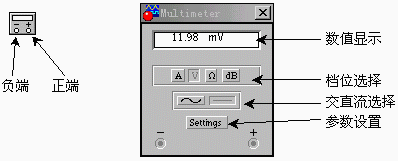 Multimeter
11.98 mV
数值显示
A V Ω dB
档位选择
交直流选择
Settings
参数设置
负端 正端
− +